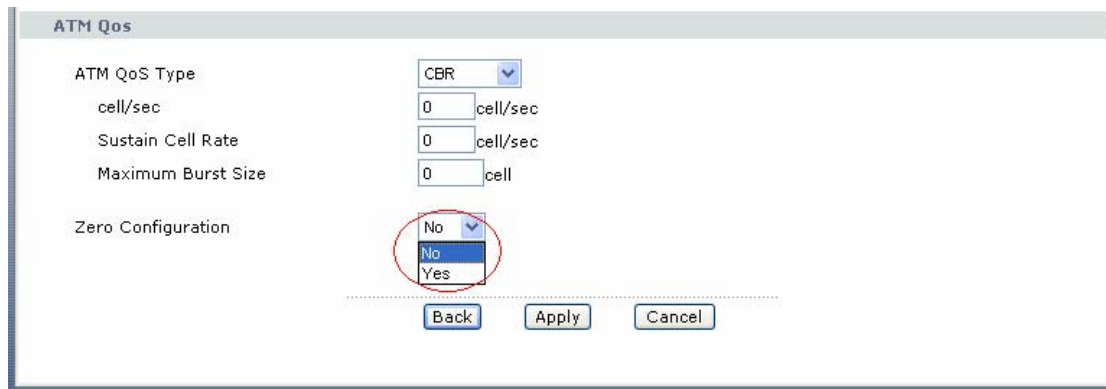 ATM Qos
ATM QoS Type CBR
cell/sec 0 cell/sec
Sustain Cell Rate 0 cell/sec
Maximum Burst Size 0 cell
Zero Configuration No
No
Yes
Back Apply Cancel